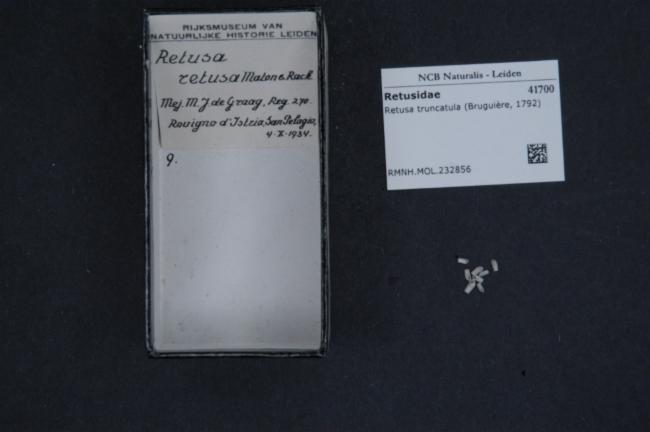 RIJKSMUSEUM VAN
NATUURLIJKE HISTORIE LEIDEN
Retusa
retusa Maton & Rack.
Mej. M. J. de Graag, Reg. 270.
Rovigno d'Istria, San Pelagio,
4-X-1934.
9.
NCB Naturalis - Leiden
Retusidae 41700
Retusa truncatula (Bruguière, 1792)
RMNH.MOL.232856